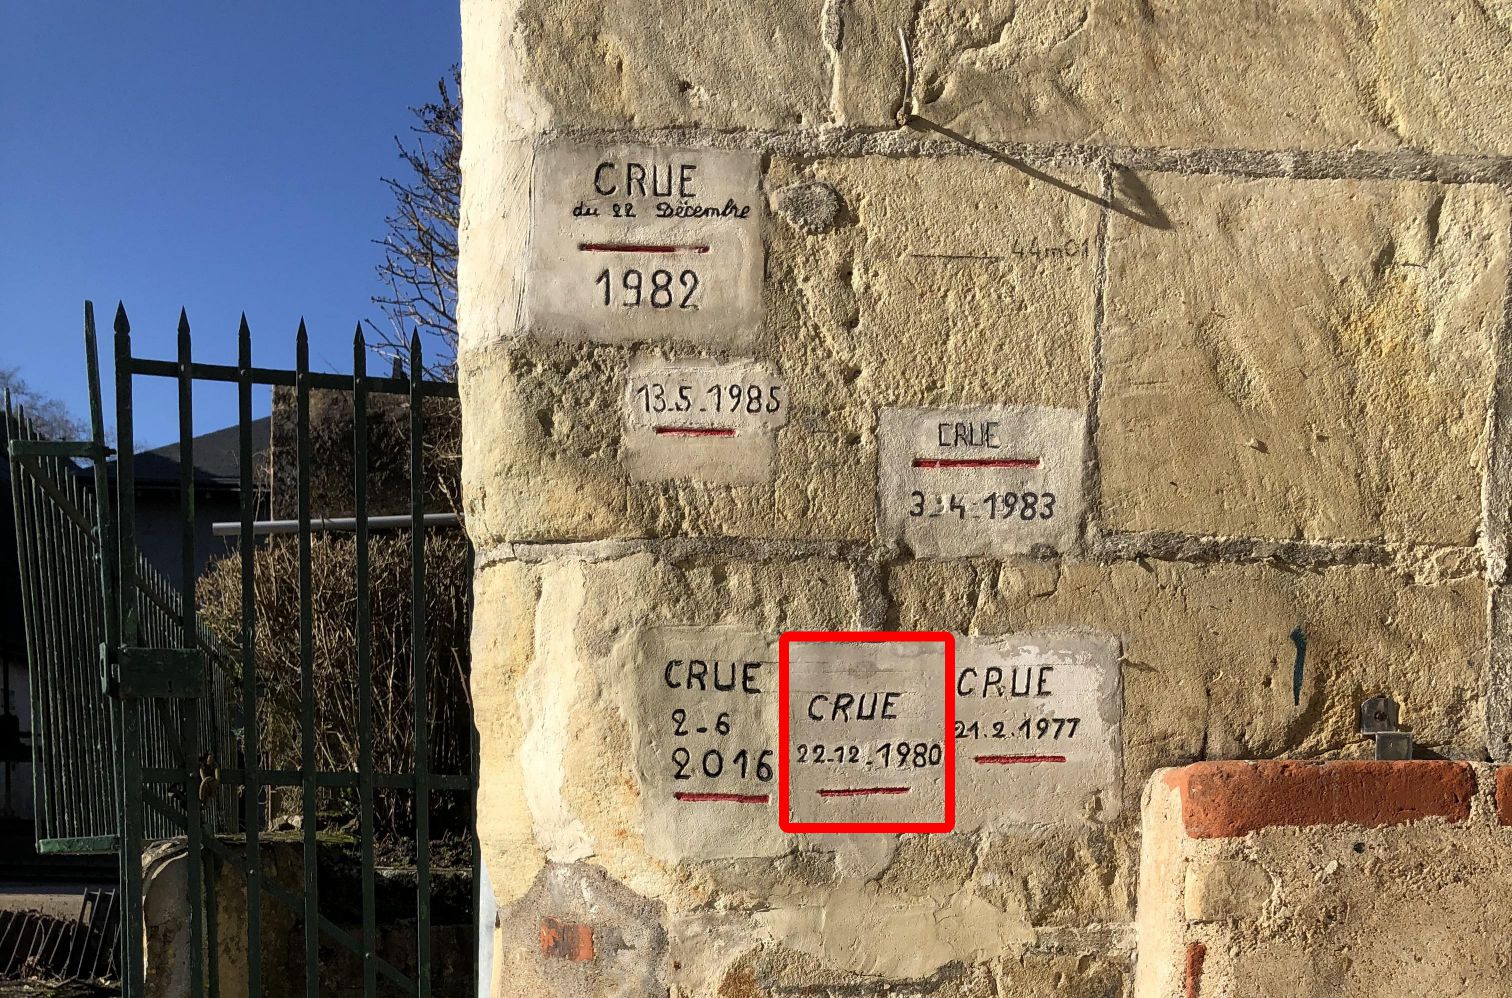 CRUE
du 22 Décembre
1982
44m01
13.5.1985
CRUE
3.4.1983
CRUE
2-6
2016
CRUE
22.12.1980
CRUE
21.2.1977